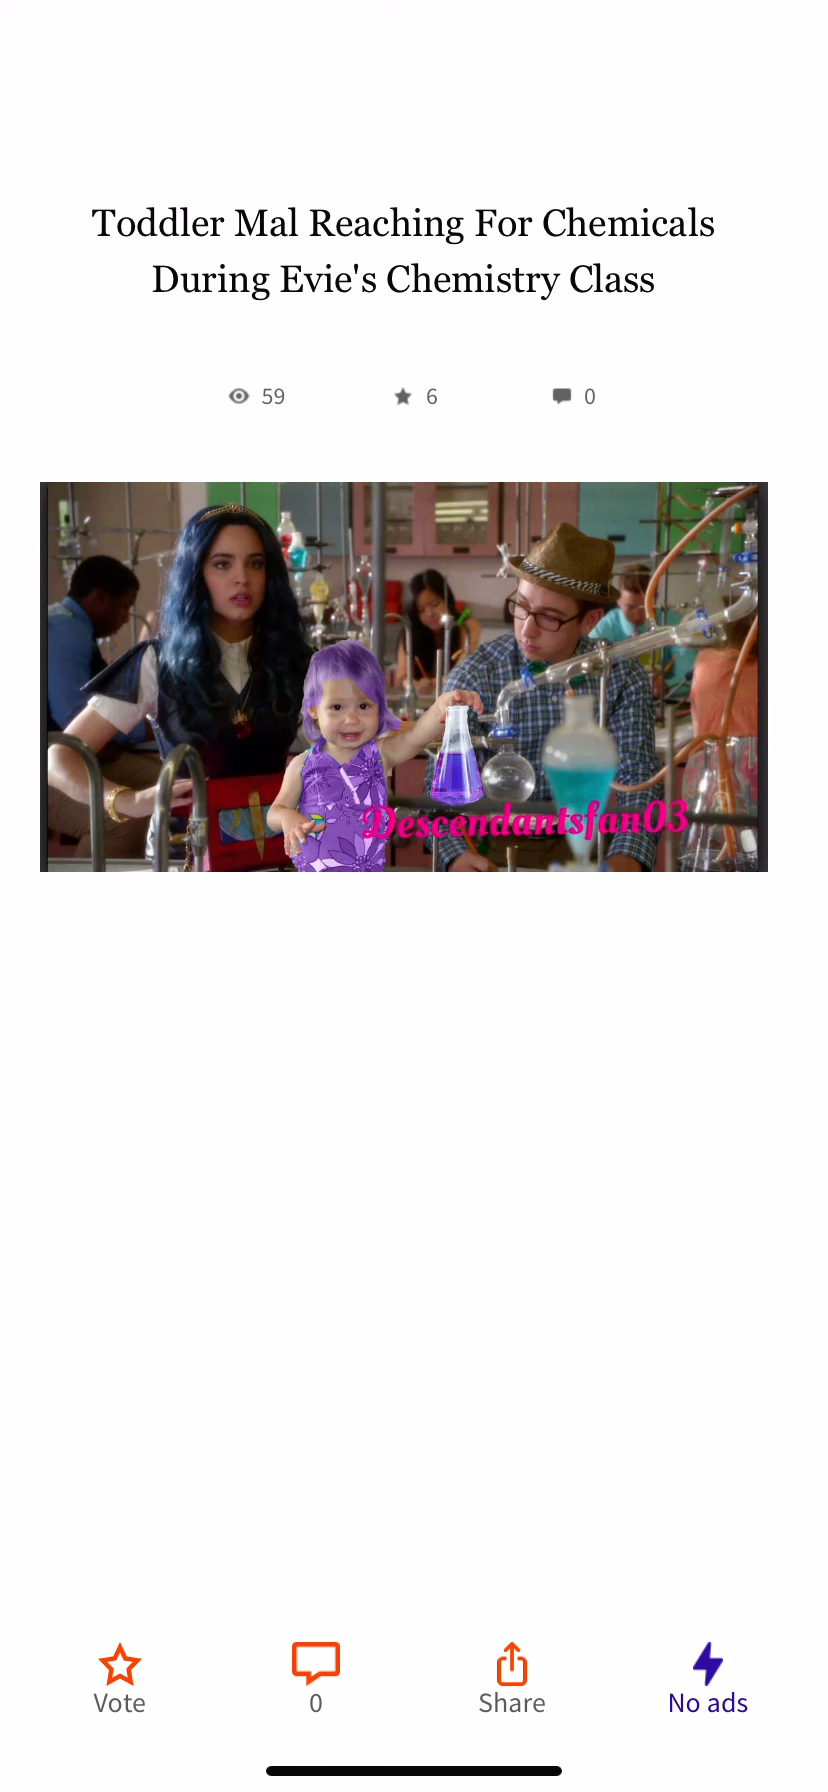 Toddler Mal Reaching For Chemicals
During Evie's Chemistry Class
59 6 0
Descendantsfan03
Vote 0 Share No ads